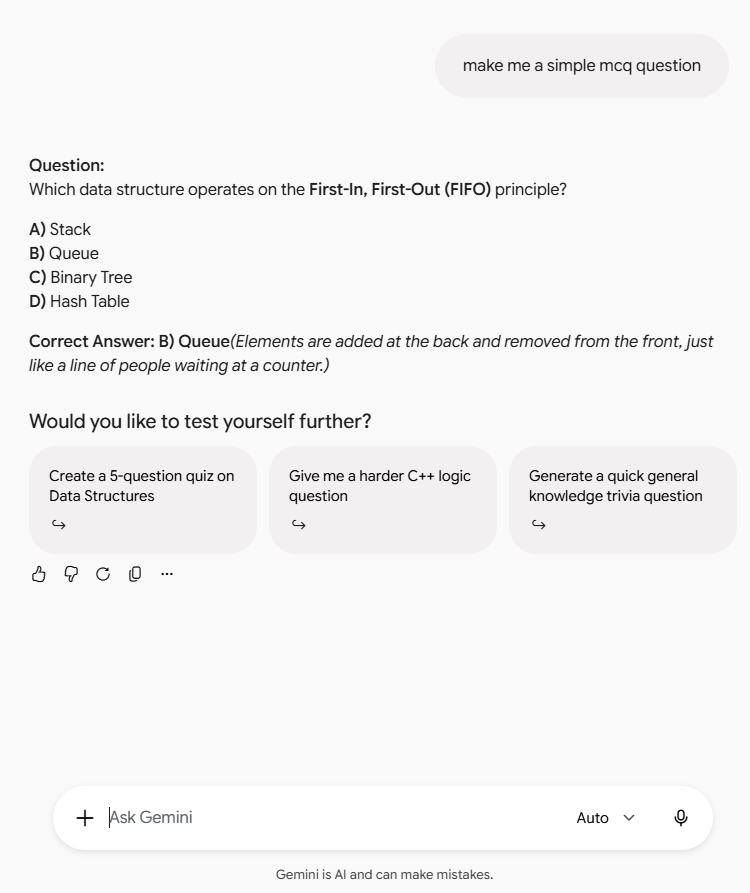 make me a simple mcq question
Question:
Which data structure operates on the First-In, First-Out (FIFO) principle?
A) Stack
B) Queue
C) Binary Tree
D) Hash Table
Correct Answer: B) Queue(Elements are added at the back and removed from the front, just
like a line of people waiting at a counter.)
Would you like to test yourself further?
Create a 5-question quiz on
Data Structures
Give me a harder C++ logic
question
Generate a quick general
knowledge trivia question
Ask Gemini
Auto
Gemini is AI and can make mistakes.